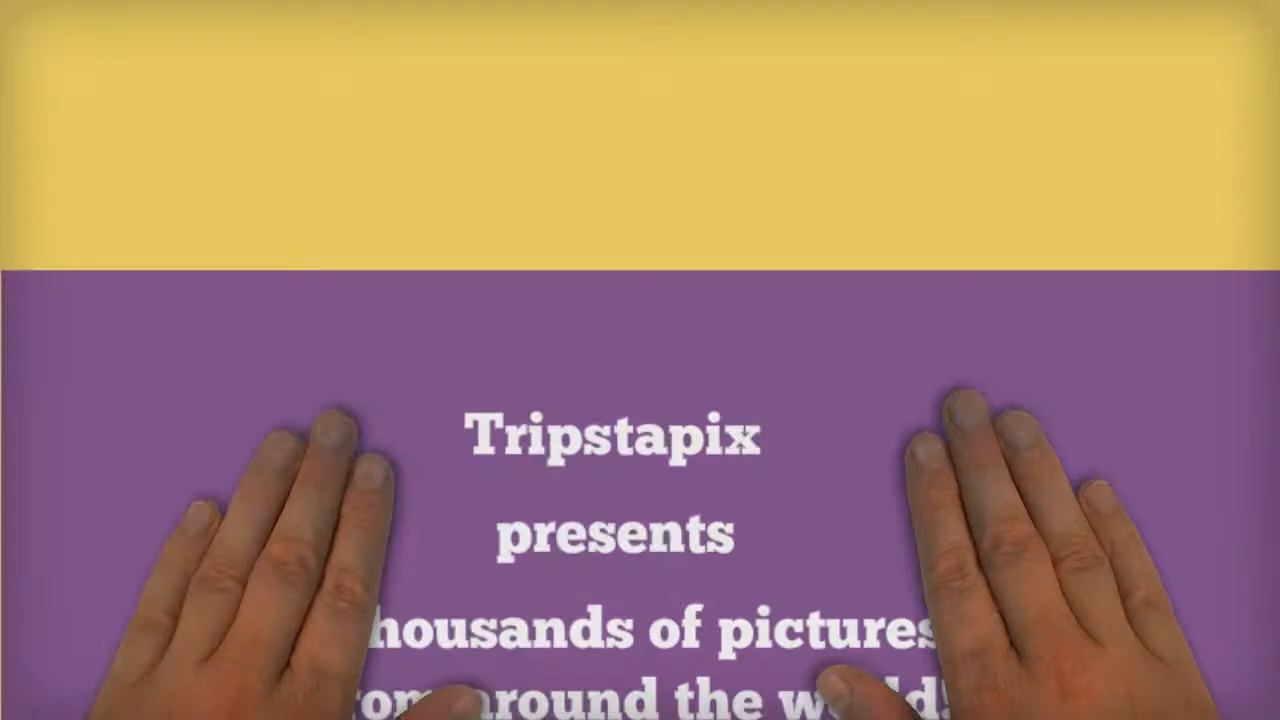 Tripstapix
presents
housands of pictures
around the